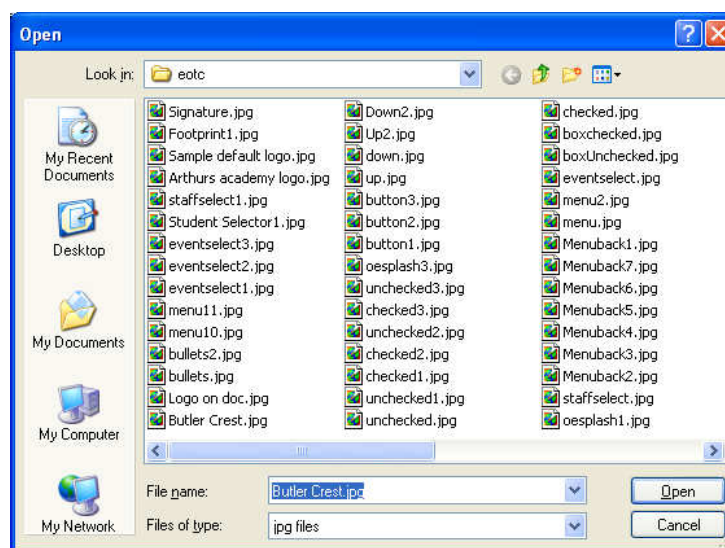 Open
Look in:
eotc
My Recent
Documents
Desktop
My Documents
My Computer
My Network
Signature.jpg
Footprint1.jpg
Sample default logo.jpg
Arthurs academy logo.jpg
staffselect1.jpg
Student Selector1.jpg
eventselect3.jpg
eventselect2.jpg
eventselect1.jpg
menu11.jpg
menu10.jpg
bullets2.jpg
bullets.jpg
Logo on doc.jpg
Butler Crest.jpg
Down2.jpg
Up2.jpg
down.jpg
up.jpg
button3.jpg
button2.jpg
button1.jpg
oesplash3.jpg
unchecked3.jpg
checked3.jpg
unchecked2.jpg
checked2.jpg
checked1.jpg
unchecked1.jpg
unchecked.jpg
checked.jpg
boxchecked.jpg
boxUnchecked.jpg
eventselect.jpg
menu2.jpg
menu.jpg
Menuback1.jpg
Menuback7.jpg
Menuback6.jpg
Menuback5.jpg
Menuback4.jpg
Menuback3.jpg
Menuback2.jpg
staffselect.jpg
oesplash1.jpg
File name:
Butler Crest.jpg
Open
Files of type:
jpg files
Cancel